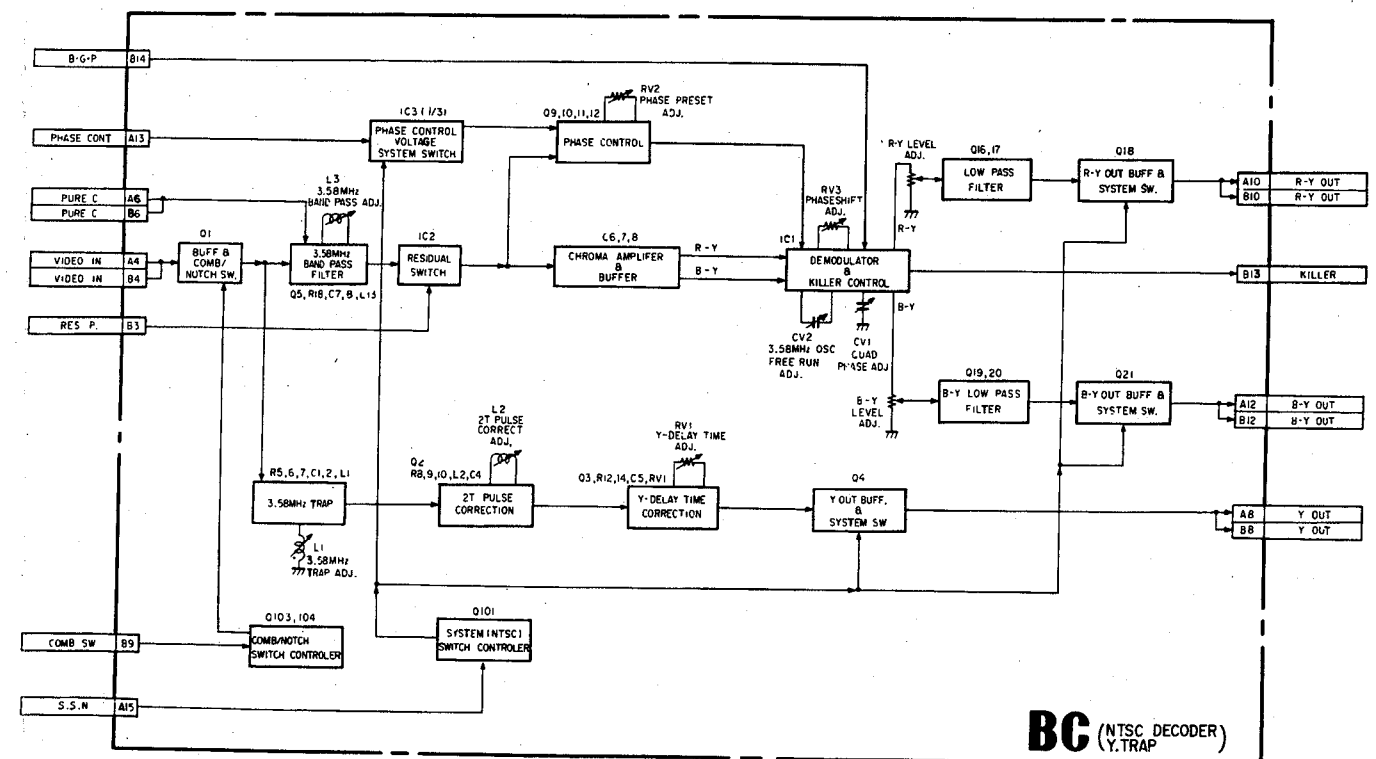 B·G·P B14
PHASE CONT A13
PURE C A6
PURE C B6
VIDEO IN A4
VIDEO IN B4
RES P. B3
COMB SW B9
S.S.N A15
Q1
BUFF &
COMB/
NOTCH SW.
L3
3.58MHz
BAND PASS ADJ.
3.58MHz
BAND PASS
FILTER
Q5, R18, C7, 8, L13
IC3 (1/3)
PHASE CONTROL
VOLTAGE
SYSTEM SWITCH
IC2
RESIDUAL
SWITCH
RV2
PHASE PRESET
ADJ.
Q9,10,11,12
PHASE CONTROL
C6,7,8
CHROMA AMPLIFER
&
BUFFER
R-Y
B-Y
RV3
PHASESHIFT
ADJ.
IC1
DEMODULATOR
&
KILLER CONTROL
CV2
3.58MHz OSC
FREE RUN
ADJ.
CV1
QUAD
PHASE ADJ
R-Y LEVEL
ADJ.
R-Y
B-Y
B-Y
LEVEL
ADJ.
Q16,17
LOW PASS
FILTER
Q18
R-Y OUT BUFF &
SYSTEM SW.
Q19,20
B-Y LOW PASS
FILTER
Q21
B-Y OUT BUFF &
SYSTEM SW.
A10 R-Y OUT
B10 R-Y OUT
B13 KILLER
A12 B-Y OUT
B12 B-Y OUT
A8 Y OUT
B8 Y OUT
R5,6,7,C1,2,L1
3.58MHz TRAP
L1
3.58MHz
TRAP ADJ.
L2
2T PULSE
CORRECT
ADJ.
Q2
R8,9,10,L2,C4
2T PULSE
CORRECTION
RV1
Y-DELAY TIME
ADJ.
Q3,R12,14,C5,RV1
Y-DELAY TIME
CORRECTION
Q4
Y OUT BUFF.
&
SYSTEM SW
Q103,104
COMB/NOTCH
SWITCH CONTROLER
Q101
SYSTEM (NTSC)
SWITCH CONTROLER
BC (NTSC DECODER)
Y.TRAP